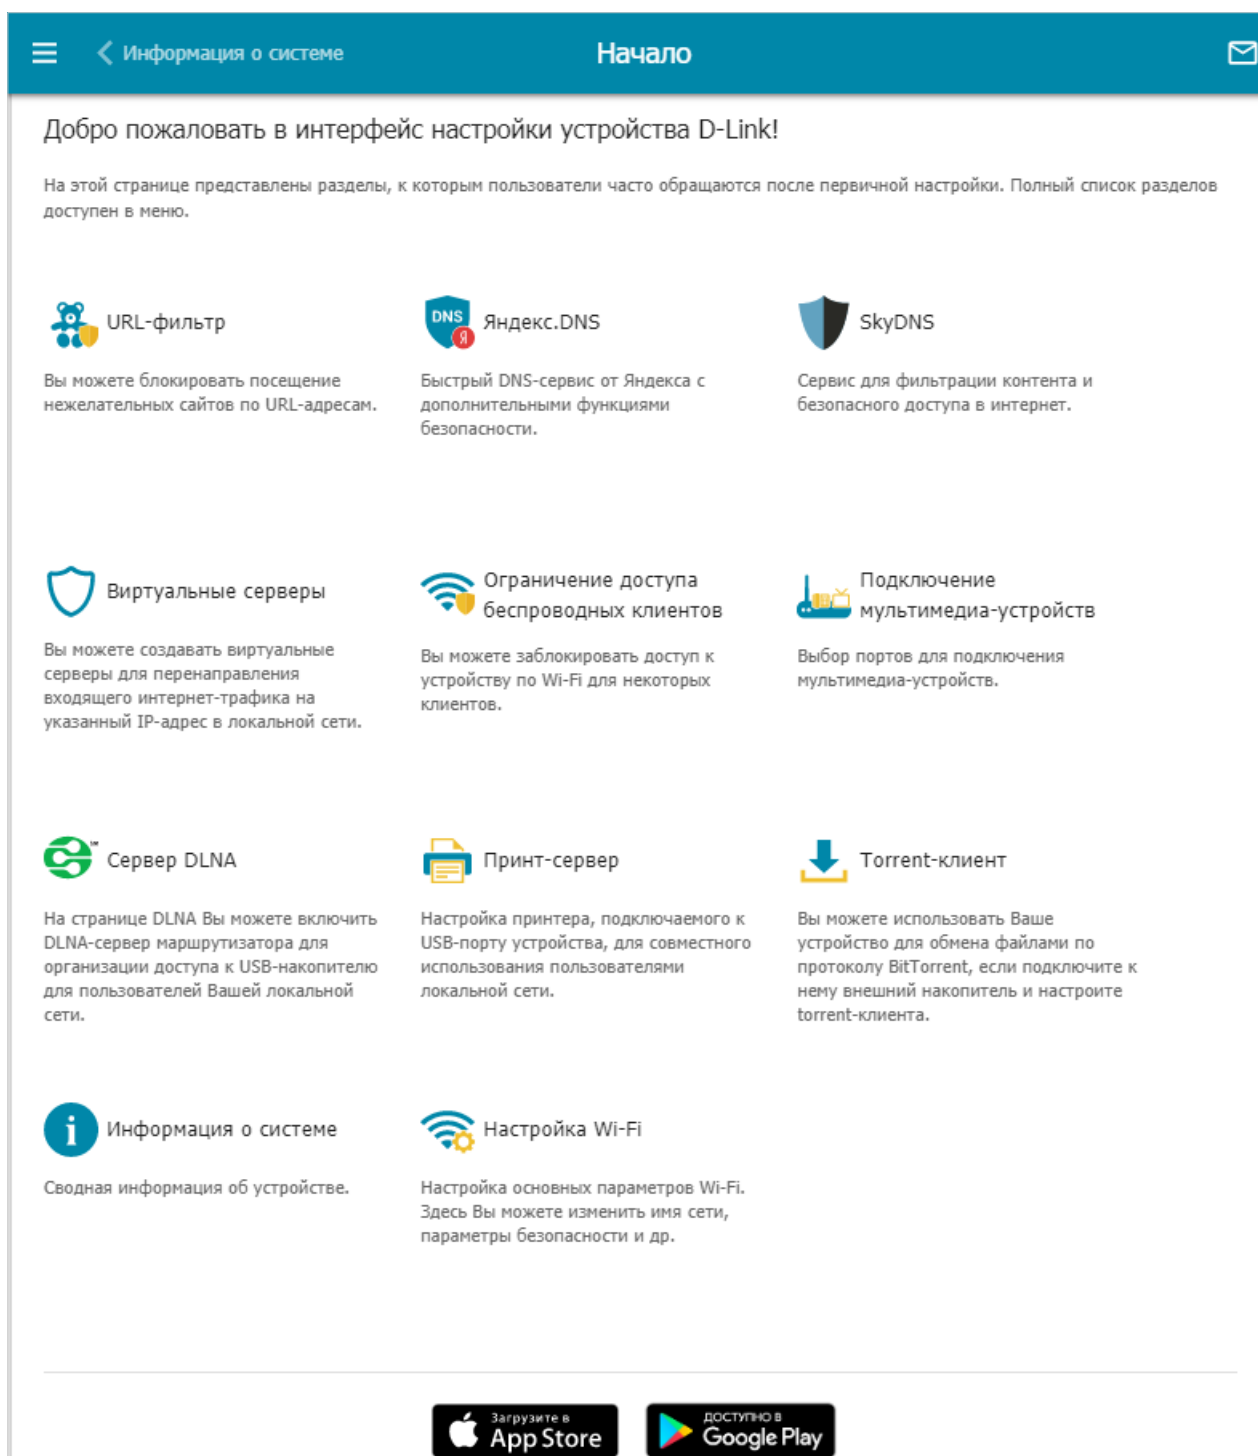 Информация о системе
Начало
Добро пожаловать в интерфейс настройки устройства D-Link!
На этой странице представлены разделы, к которым пользователи часто обращаются после первичной настройки. Полный список разделов
доступен в меню.
URL-фильтр
Вы можете блокировать посещение
нежелательных сайтов по URL-адресам.
DNS
Я
Яндекс.DNS
Быстрый DNS-сервис от Яндекса с
дополнительными функциями
безопасности.
SkyDNS
Сервис для фильтрации контента и
безопасного доступа в интернет.
Виртуальные серверы
Вы можете создавать виртуальные
серверы для перенаправления
входящего интернет-трафика на
указанный IP-адрес в локальной сети.
Ограничение доступа
беспроводных клиентов
Вы можете заблокировать доступ к
устройству по Wi-Fi для некоторых
клиентов.
Подключение
мультимедиа-устройств
Выбор портов для подключения
мультимедиа-устройств.
Сервер DLNA
На странице DLNA Вы можете включить
DLNA-сервер маршрутизатора для
организации доступа к USB-накопителю
для пользователей Вашей локальной
сети.
Принт-сервер
Настройка принтера, подключаемого к
USB-порту устройства, для совместного
использования пользователями
локальной сети.
Torrent-клиент
Вы можете использовать Ваше
устройство для обмена файлами по
протоколу BitTorrent, если подключите к
нему внешний накопитель и настроите
torrent-клиента.
i
Информация о системе
Сводная информация об устройстве.
Настройка Wi-Fi
Настройка основных параметров Wi-Fi.
Здесь Вы можете изменить имя сети,
параметры безопасности и др.
Загрузите в
App Store
ДОСТУПНО В
Google Play